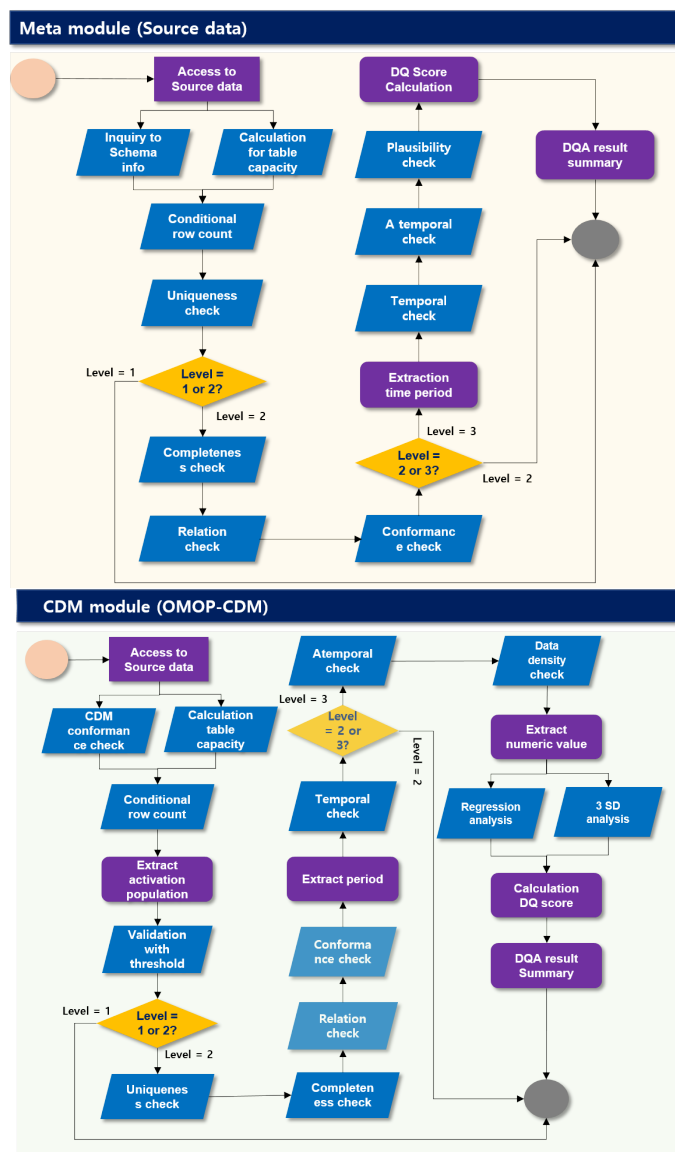 Meta module (Source data)
Access to
Source data
Inquiry to
Schema
info
Calculation
for table
capacity
Conditional
row count
Uniqueness
check
Level = 1
Level =
1 or 2?
Level = 2
Completenes
s check
Relation
check
Conformanc
e check
Level =
2 or 3?
Level = 3
Level = 2
Extraction
time period
Temporal
check
A temporal
check
Plausibility
check
DQ Score
Calculation
DQA result
summary
CDM module (OMOP-CDM)
Access to
Source data
CDM
conforman
ce check
Calculation
table
capacity
Conditional
row count
Extract
activation
population
Validation
with
threshold
Level = 1
Level =
1 or 2?
Level = 2
Uniquenes
s check
Completen
ess check
Relation
check
Conforma
nce check
Extract period
Temporal
check
Level
= 2 or
3?
Level = 3
Level = 2
Atemporal
check
Data
density
check
Extract
numeric value
Regression
analysis
3 SD
analysis
Calculation
DQ score
DQA result
Summary